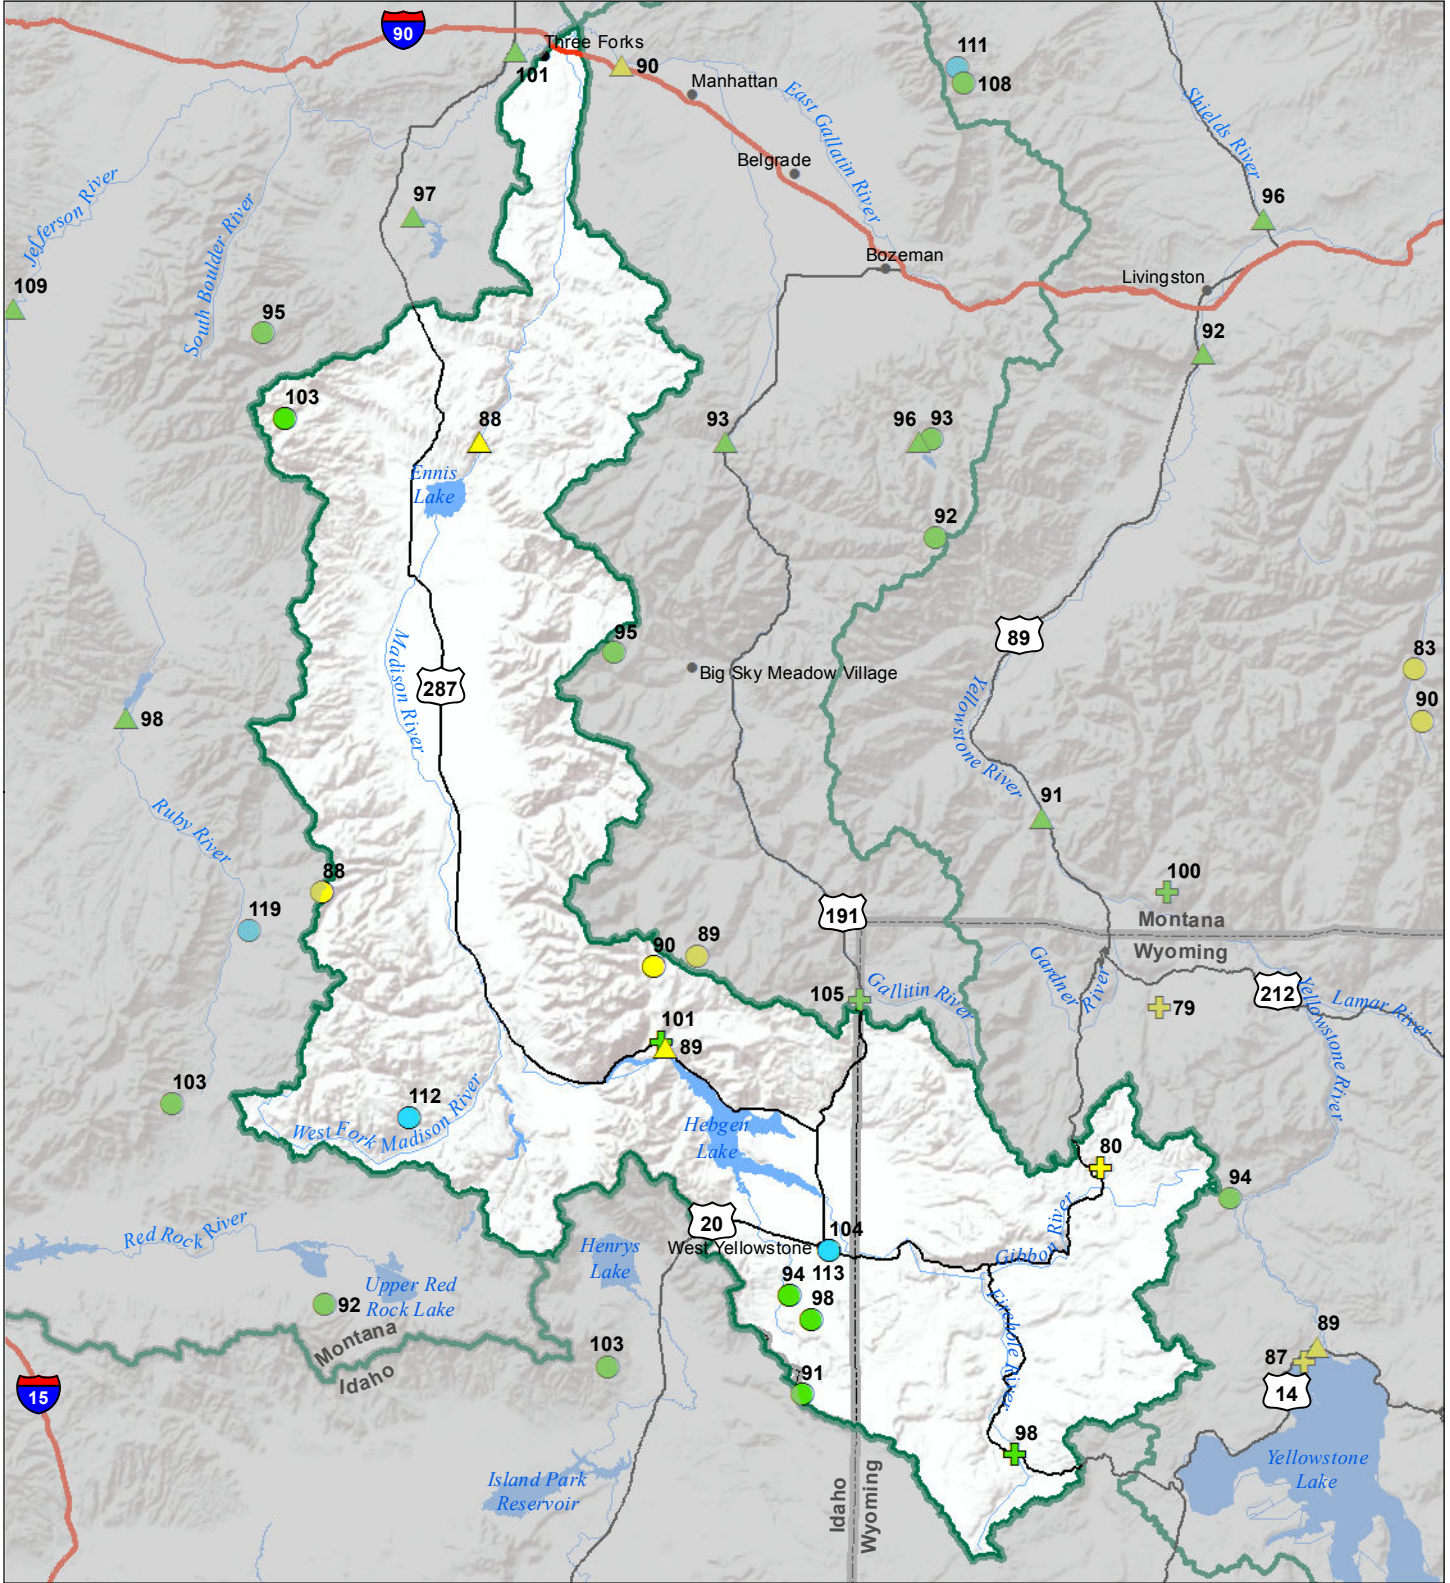 90
Three Forks
101
90
111
108
Manhattan
East Gallatin River
Shields River
Belgrade
Jefferson River
97
South Boulder River
96
Bozeman
Livingston
109
95
92
103
88
93
96
93
Ennis
Lake
92
95
89
83
Madison River
287
Big Sky Meadow Village
Yellowstone River
90
98
91
Ruby River
88
100
119
191
Montana
Wyoming
90
89
Gardner
River
105
Gallitin River
79
212
Yellowstone River
Lamar River
101
89
103
112
West Fork Madison River
Hebgen
Lake
80
94
Red Rock River
20
104
West Yellowstone
Gibbon River
Henrys
Lake
113
94
98
Firehole River
Upper Red
Rock Lake
92
Montana
Idaho
103
91
89
87
14
15
98
Island Park
Reservoir
Yellowstone
Lake
Idaho
Wyoming